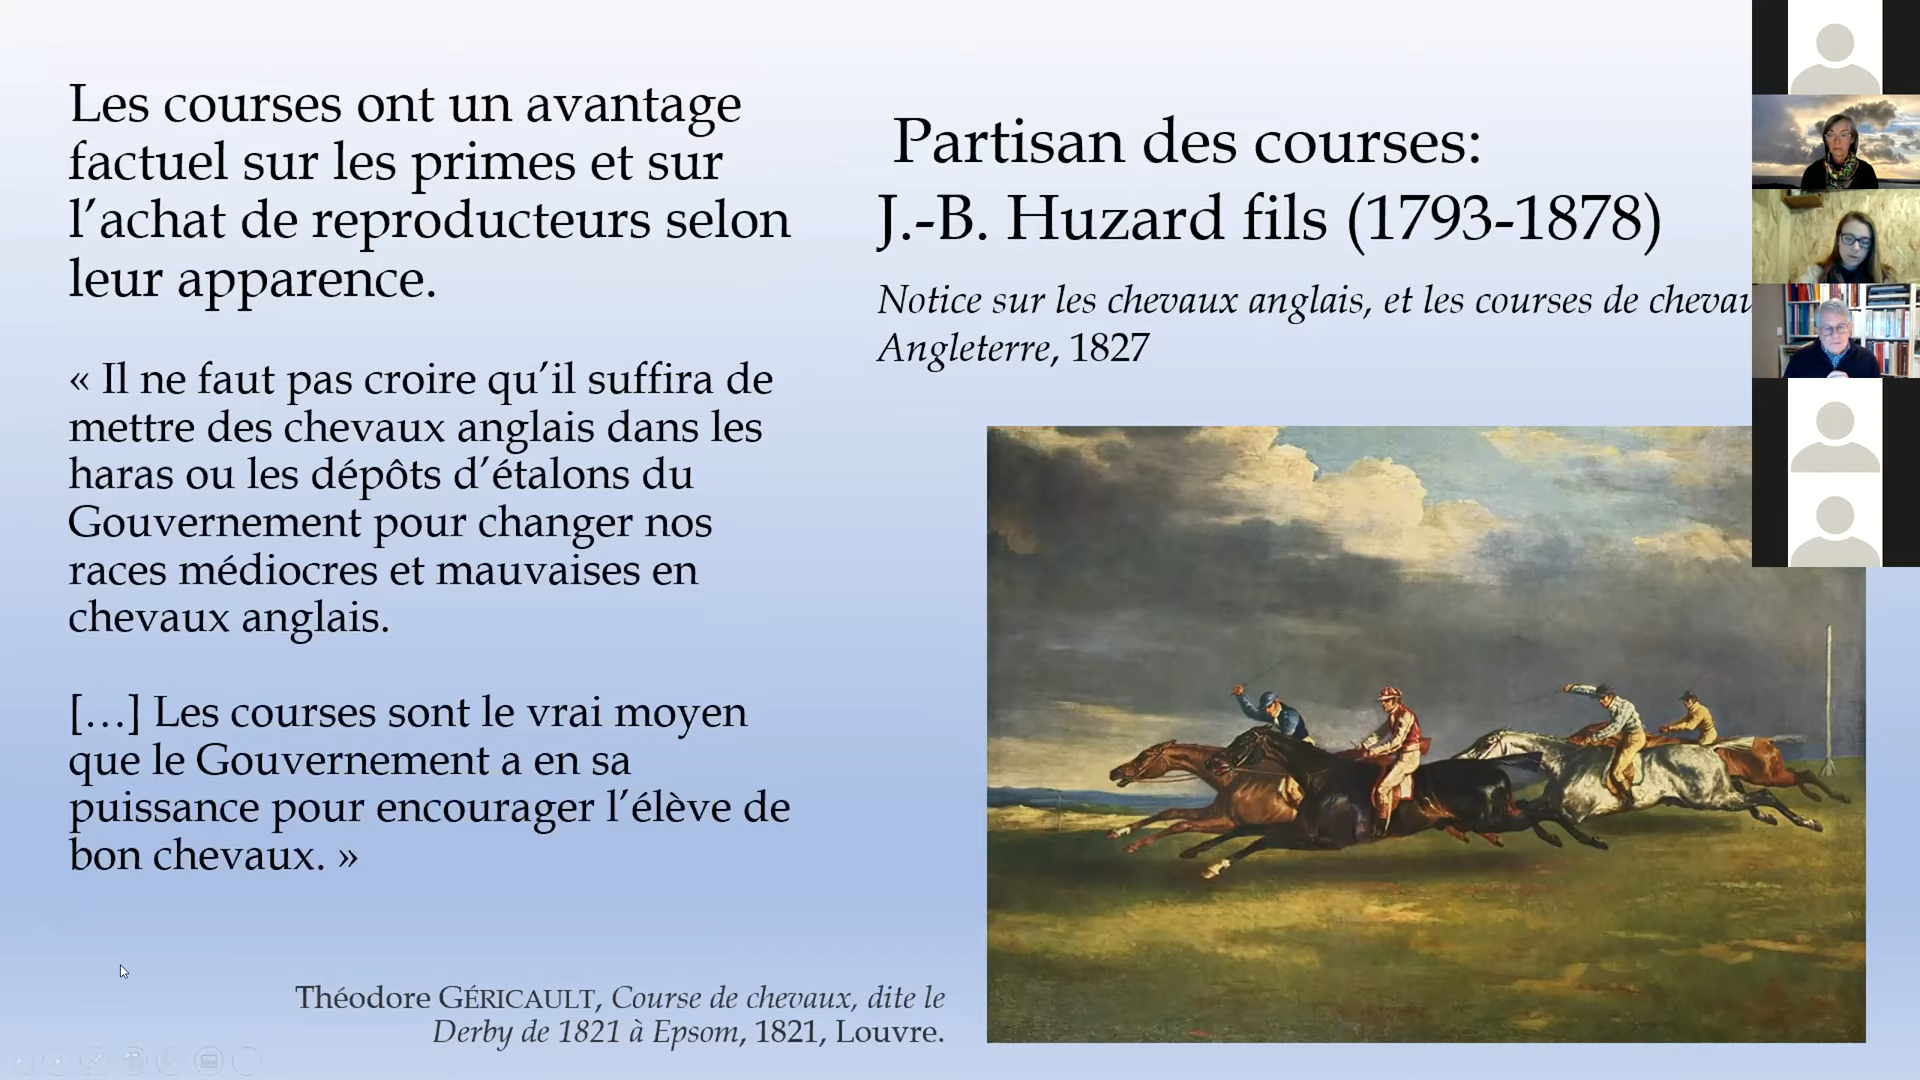 Les courses ont un avantage
factuel sur les primes et sur
l’achat de reproducteurs selon
leur apparence.
« Il ne faut pas croire qu’il suffira de
mettre des chevaux anglais dans les
haras ou les dépôts d’étalons du
Gouvernement pour changer nos
races médiocres et mauvaises en
chevaux anglais.
[…] Les courses sont le vrai moyen
que le Gouvernement a en sa
puissance pour encourager l’élève de
bon chevaux. »
Partisan des courses:
J.-B. Huzard fils (1793-1878)
Notice sur les chevaux anglais, et les courses de
Angleterre, 1827
Théodore GÉRICAULT, Course de chevaux, dite le
Derby de 1821 à Epsom, 1821, Louvre.